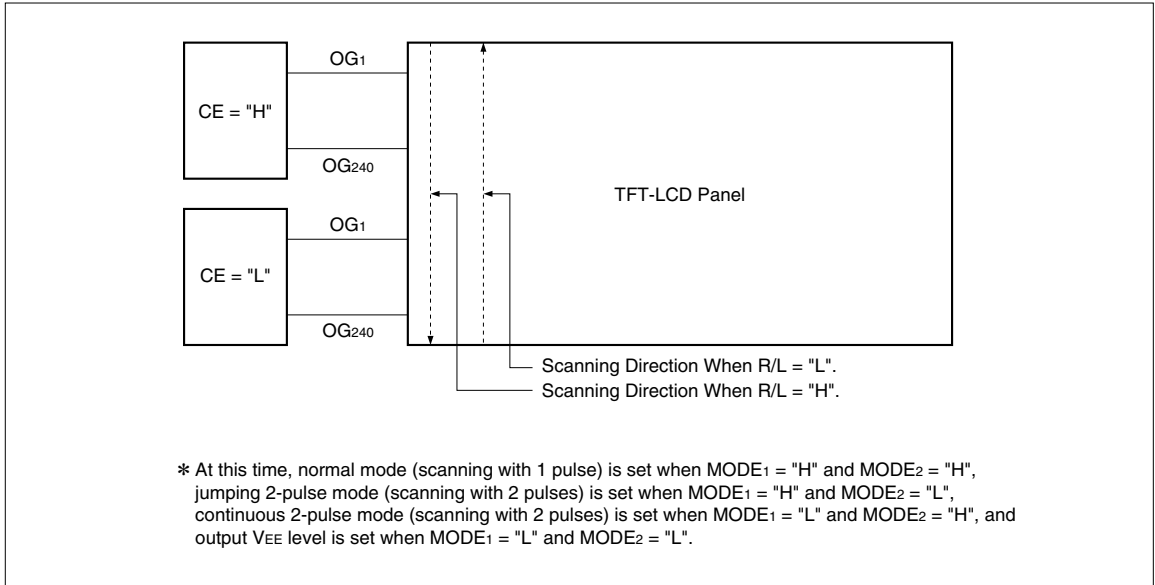 OG1
CE = "H"
OG240
TFT-LCD Panel
OG1
CE = "L"
OG240
Scanning Direction When R/L = "L".
Scanning Direction When R/L = "H".
✻ At this time, normal mode (scanning with 1 pulse) is set when MODE1 = "H" and MODE2 = "H",
jumping 2-pulse mode (scanning with 2 pulses) is set when MODE1 = "H" and MODE2 = "L",
continuous 2-pulse mode (scanning with 2 pulses) is set when MODE1 = "L" and MODE2 = "H", and
output VEE level is set when MODE1 = "L" and MODE2 = "L".